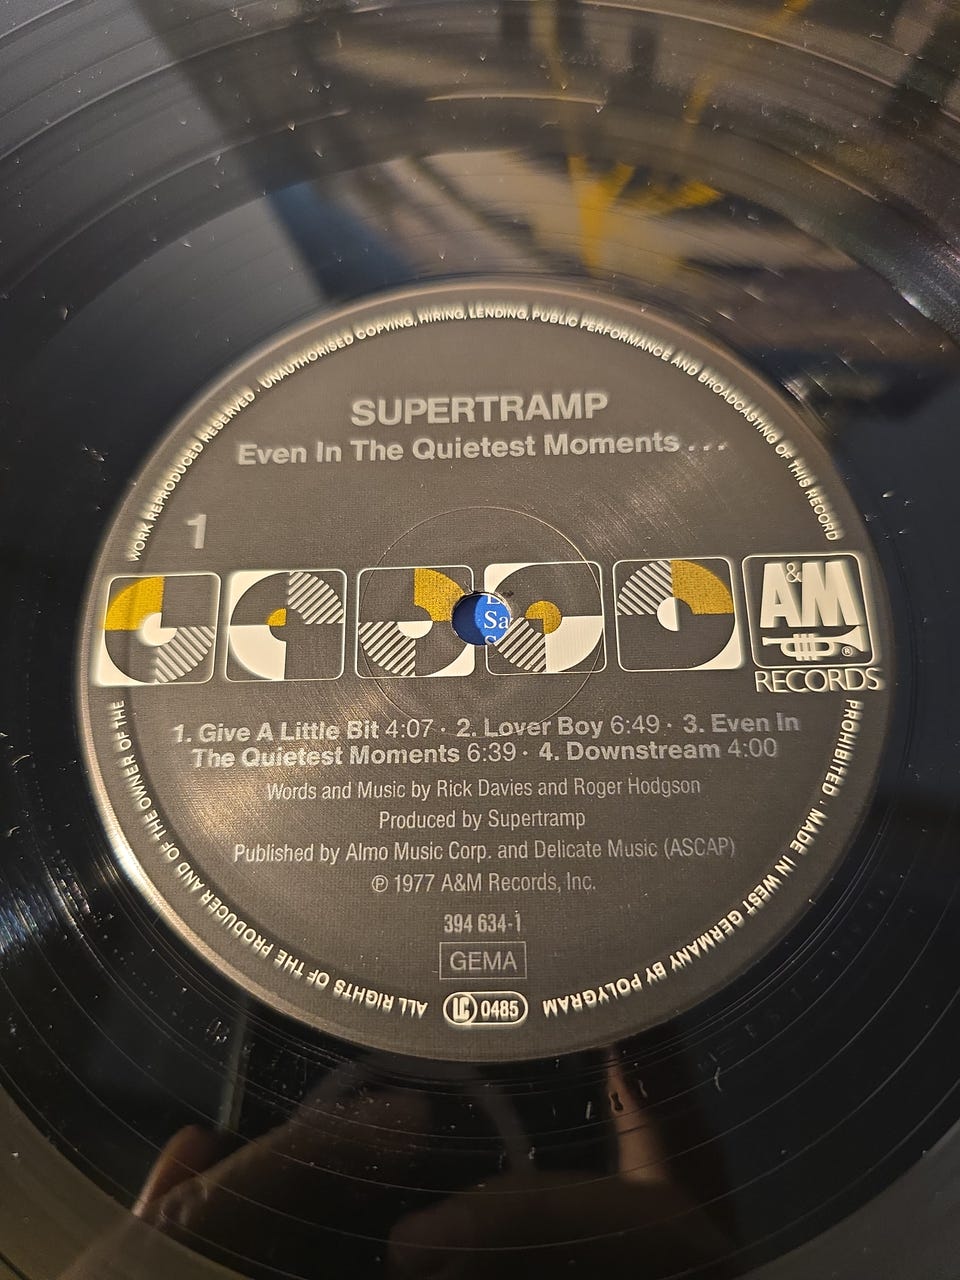 WORK REPRODUCED RESERVED . UNAUTHORISED COPYING, HIRING, LENDING, PUBLIC PERFORMANCE AND BROADCASTING OF THIS RECORD
SUPERTRAMP
Even In The Quietest Moments . . .
1
A&M
®
RECORDS
Sa
1. Give A Little Bit 4:07 · 2. Lover Boy 6:49 · 3. Even In
The Quietest Moments 6:39 · 4. Downstream 4:00
Words and Music by Rick Davies and Roger Hodgson
Produced by Supertramp
Published by Almo Music Corp. and Delicate Music (ASCAP)
℗ 1977 A&M Records, Inc.
394 634-1
GEMA
LC 0485
PROHIBITED . MADE IN WEST GERMANY BY POLYGRAM
ALL RIGHTS OF THE PRODUCER AND OF THE OWNER OF THE